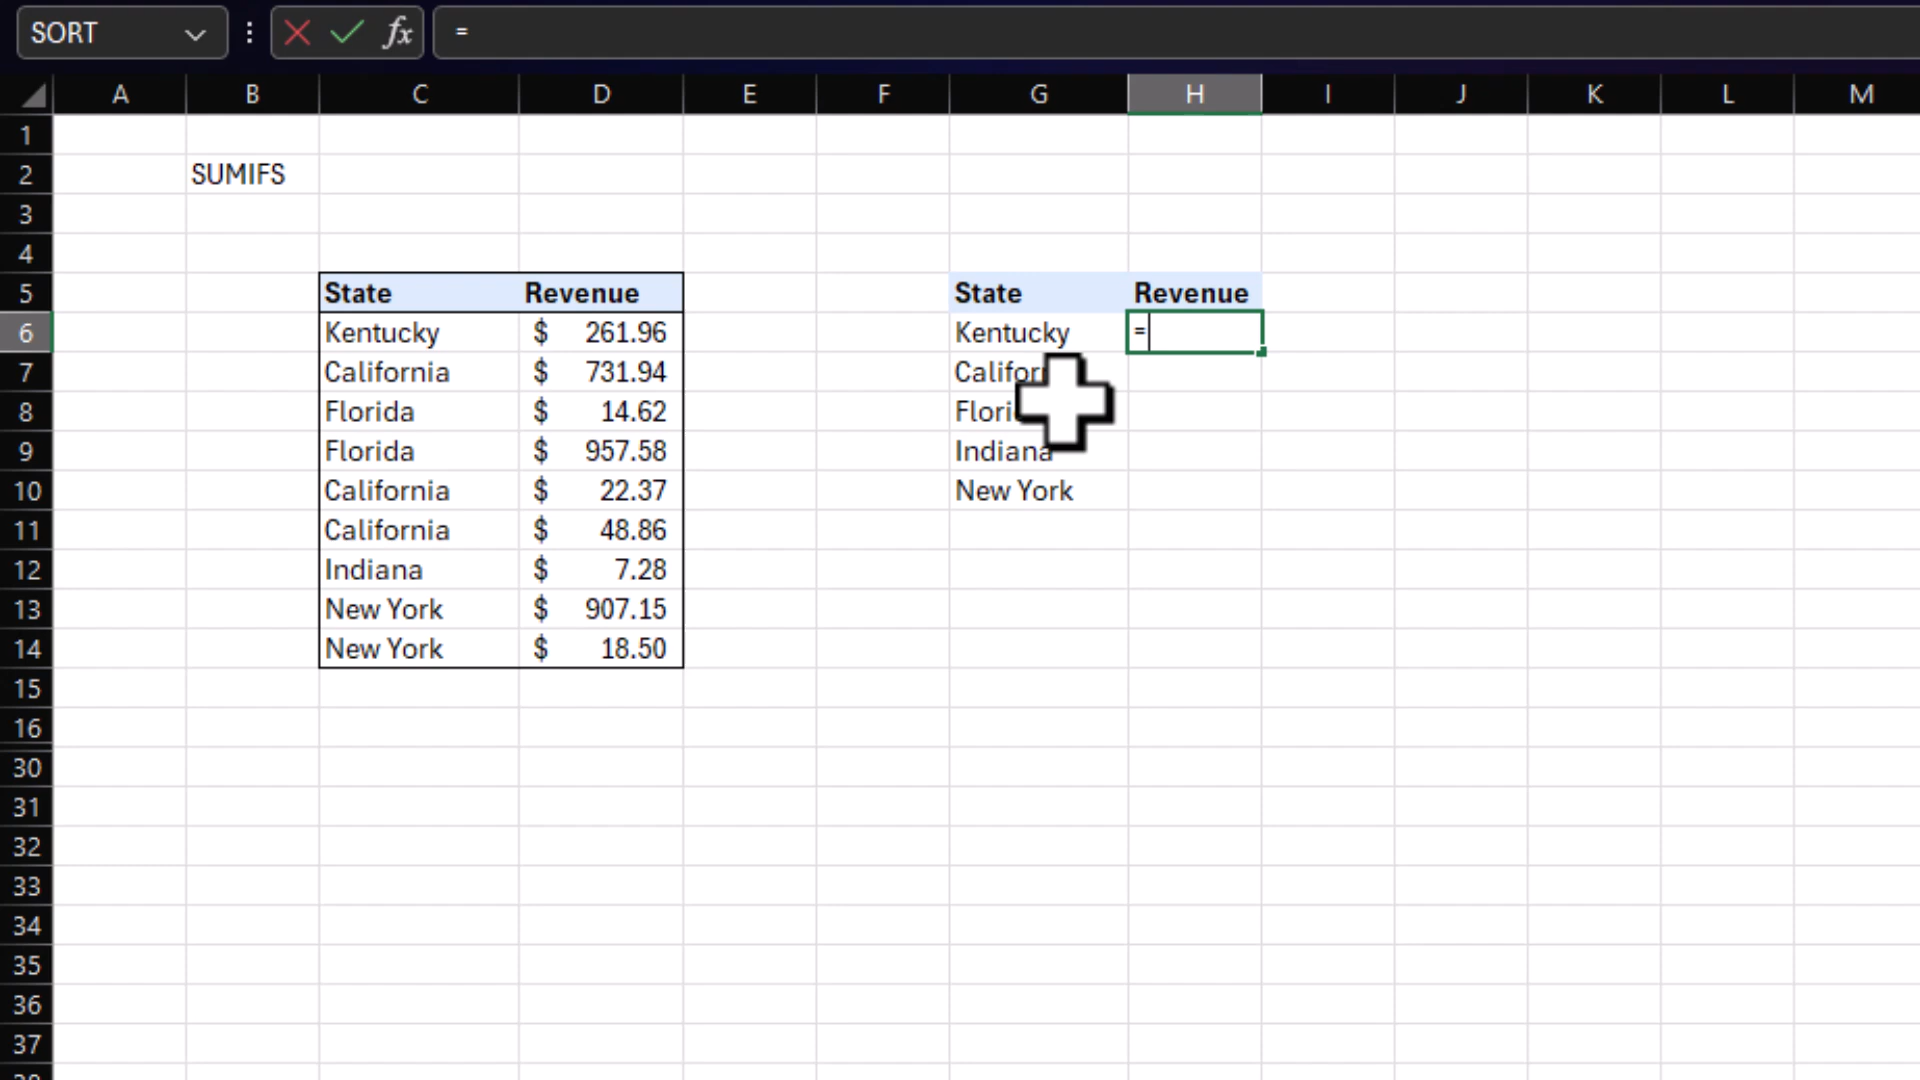 SORT fx =
A B C D E F G H I J K L M
1
2 SUMIFS
3
4
5 State Revenue State Revenue
6 Kentucky $ 261.96 Kentucky =
7 California $ 731.94
8 Florida $ 14.62
9 Florida $ 957.58 Indiana
10 California $ 22.37 New York
11 California $ 48.86
12 Indiana $ 7.28
13 New York $ 907.15
14 New York $ 18.50
15
16
30
31
32
33
34
35
36
37